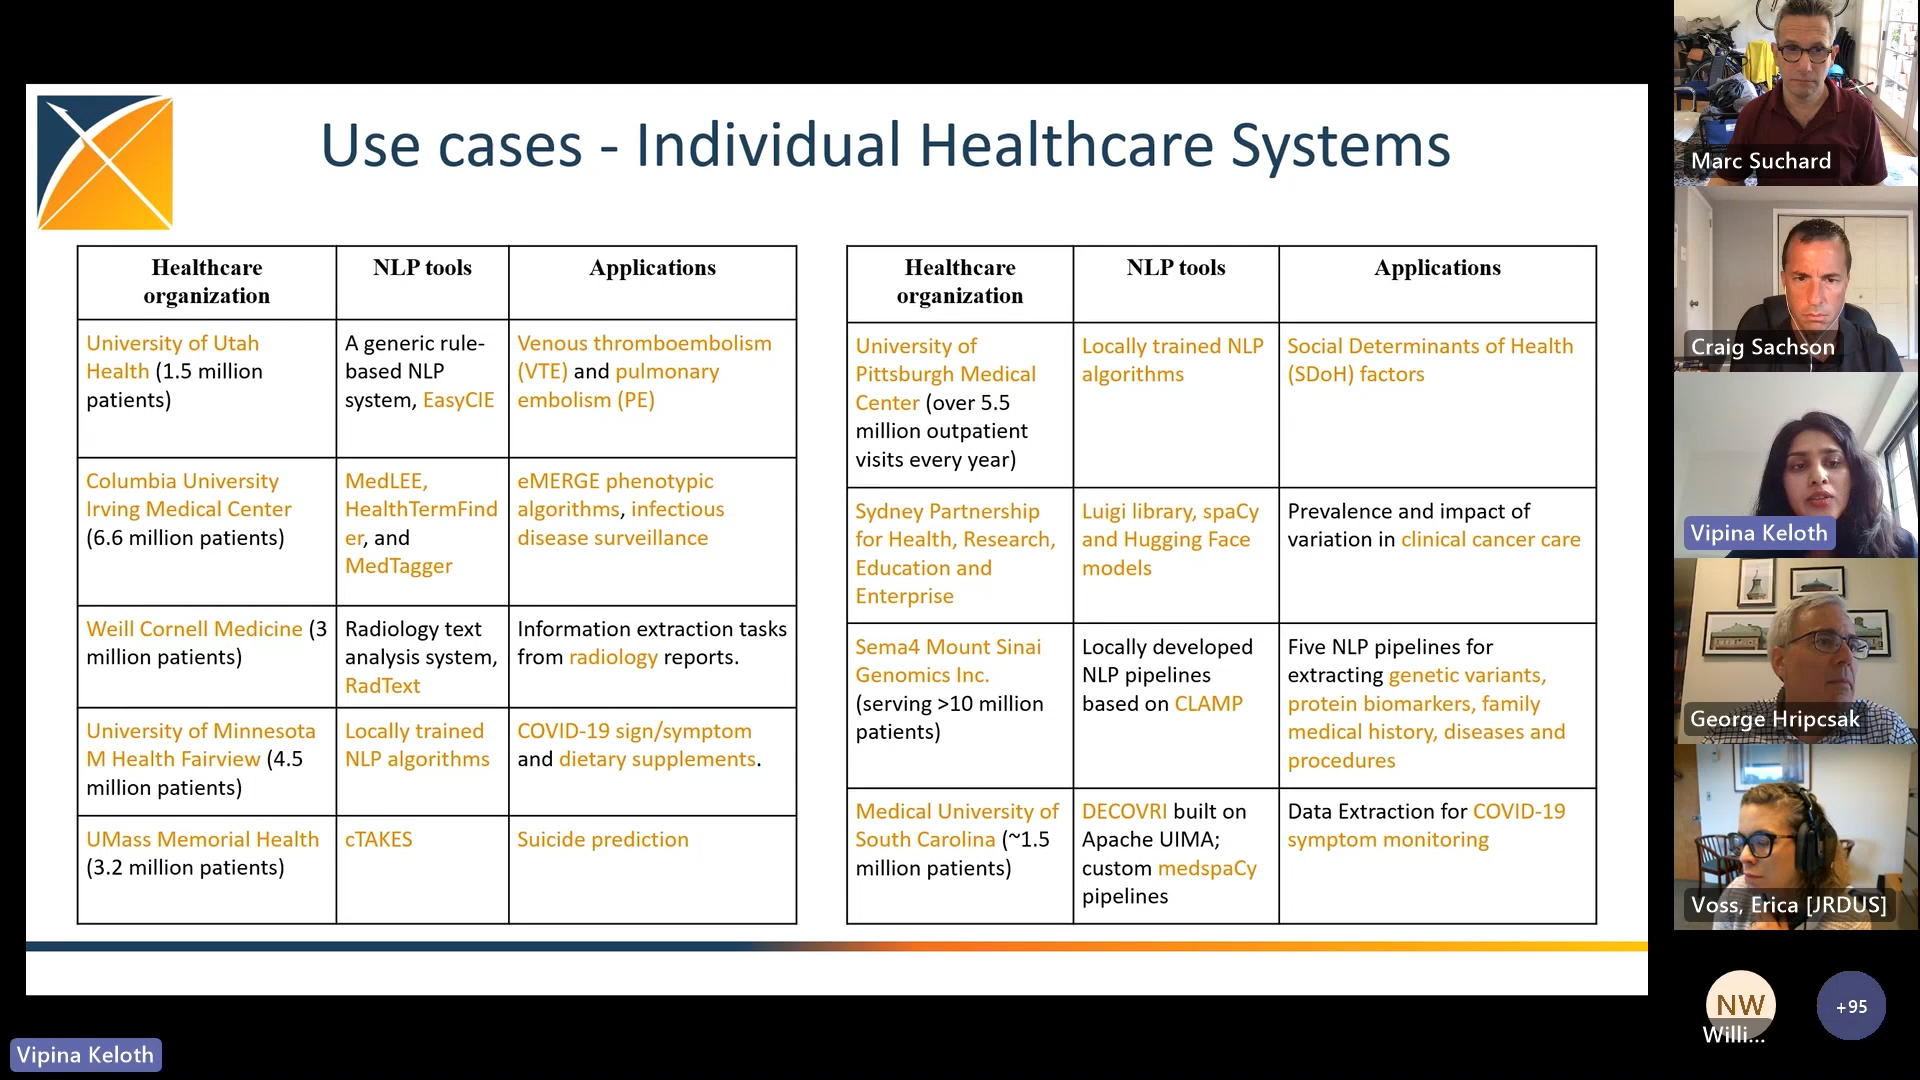 Use cases - Individual Healthcare Systems
Healthcare
organization
NLP tools
Applications
University of Utah
Health (1.5 million
patients)
A generic rule-
based NLP
system, EasyCIE
Venous thromboembolism
(VTE) and pulmonary
embolism (PE)
Columbia University
Irving Medical Center
(6.6 million patients)
MedLEE,
HealthTermFind
er, and
MedTagger
eMERGE phenotypic
algorithms, infectious
disease surveillance
Weill Cornell Medicine (3
million patients)
Radiology text
analysis system,
RadText
Information extraction tasks
from radiology reports.
University of Minnesota
M Health Fairview (4.5
million patients)
Locally trained
NLP algorithms
COVID-19 sign/symptom
and dietary supplements.
UMass Memorial Health
(3.2 million patients)
cTAKES
Suicide prediction
Healthcare
organization
NLP tools
Applications
University of
Pittsburgh Medical
Center (over 5.5
million outpatient
visits every year)
Locally trained NLP
algorithms
Social Determinants of Health
(SDoH) factors
Sydney Partnership
for Health, Research,
Education and
Enterprise
Luigi library, spaCy
and Hugging Face
models
Prevalence and impact of
variation in clinical cancer care
Sema4 Mount Sinai
Genomics Inc.
(serving >10 million
patients)
Locally developed
NLP pipelines
based on CLAMP
Five NLP pipelines for
extracting genetic variants,
protein biomarkers, family
medical history, diseases and
procedures
Medical University of
South Carolina (~1.5
million patients)
DECOVRI built on
Apache UIMA;
custom medspaCy
pipelines
Data Extraction for COVID-19
symptom monitoring
Marc Suchard
Craig Sachson
Vipina Keloth
George Hripcsak
Voss, Erica [JRDUS]
NW
Willi...
+95
Vipina Keloth